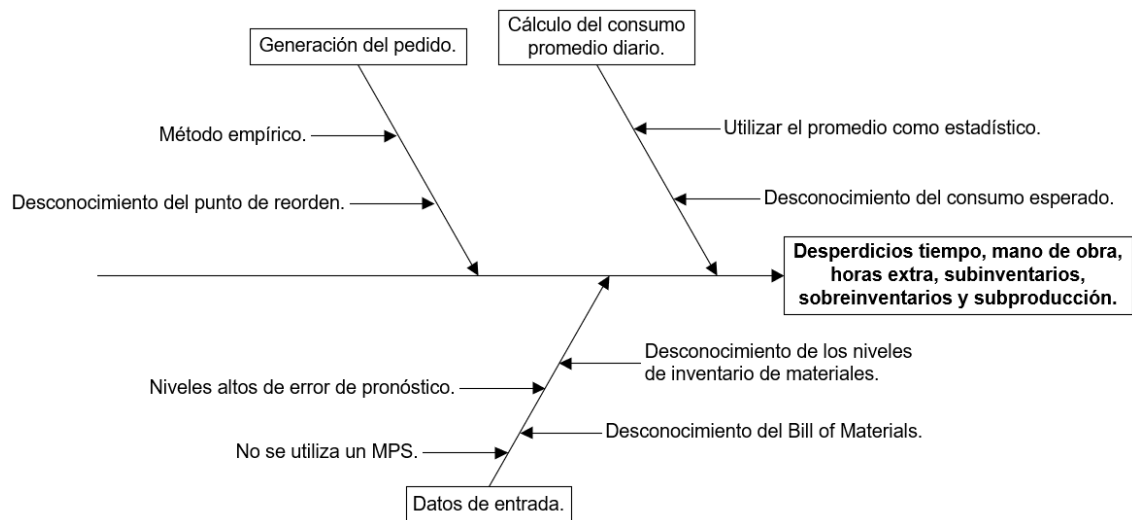 Generación del pedido.
Cálculo del consumo
promedio diario.
Método empírico.
Utilizar el promedio como estadístico.
Desconocimiento del punto de reorden.
Desconocimiento del consumo esperado.
Desperdicios tiempo, mano de obra,
horas extra, subinventarios,
sobreinventarios y subproducción.
Desconocimiento de los niveles
de inventario de materiales.
Niveles altos de error de pronóstico.
Desconocimiento del Bill of Materials.
No se utiliza un MPS.
Datos de entrada.